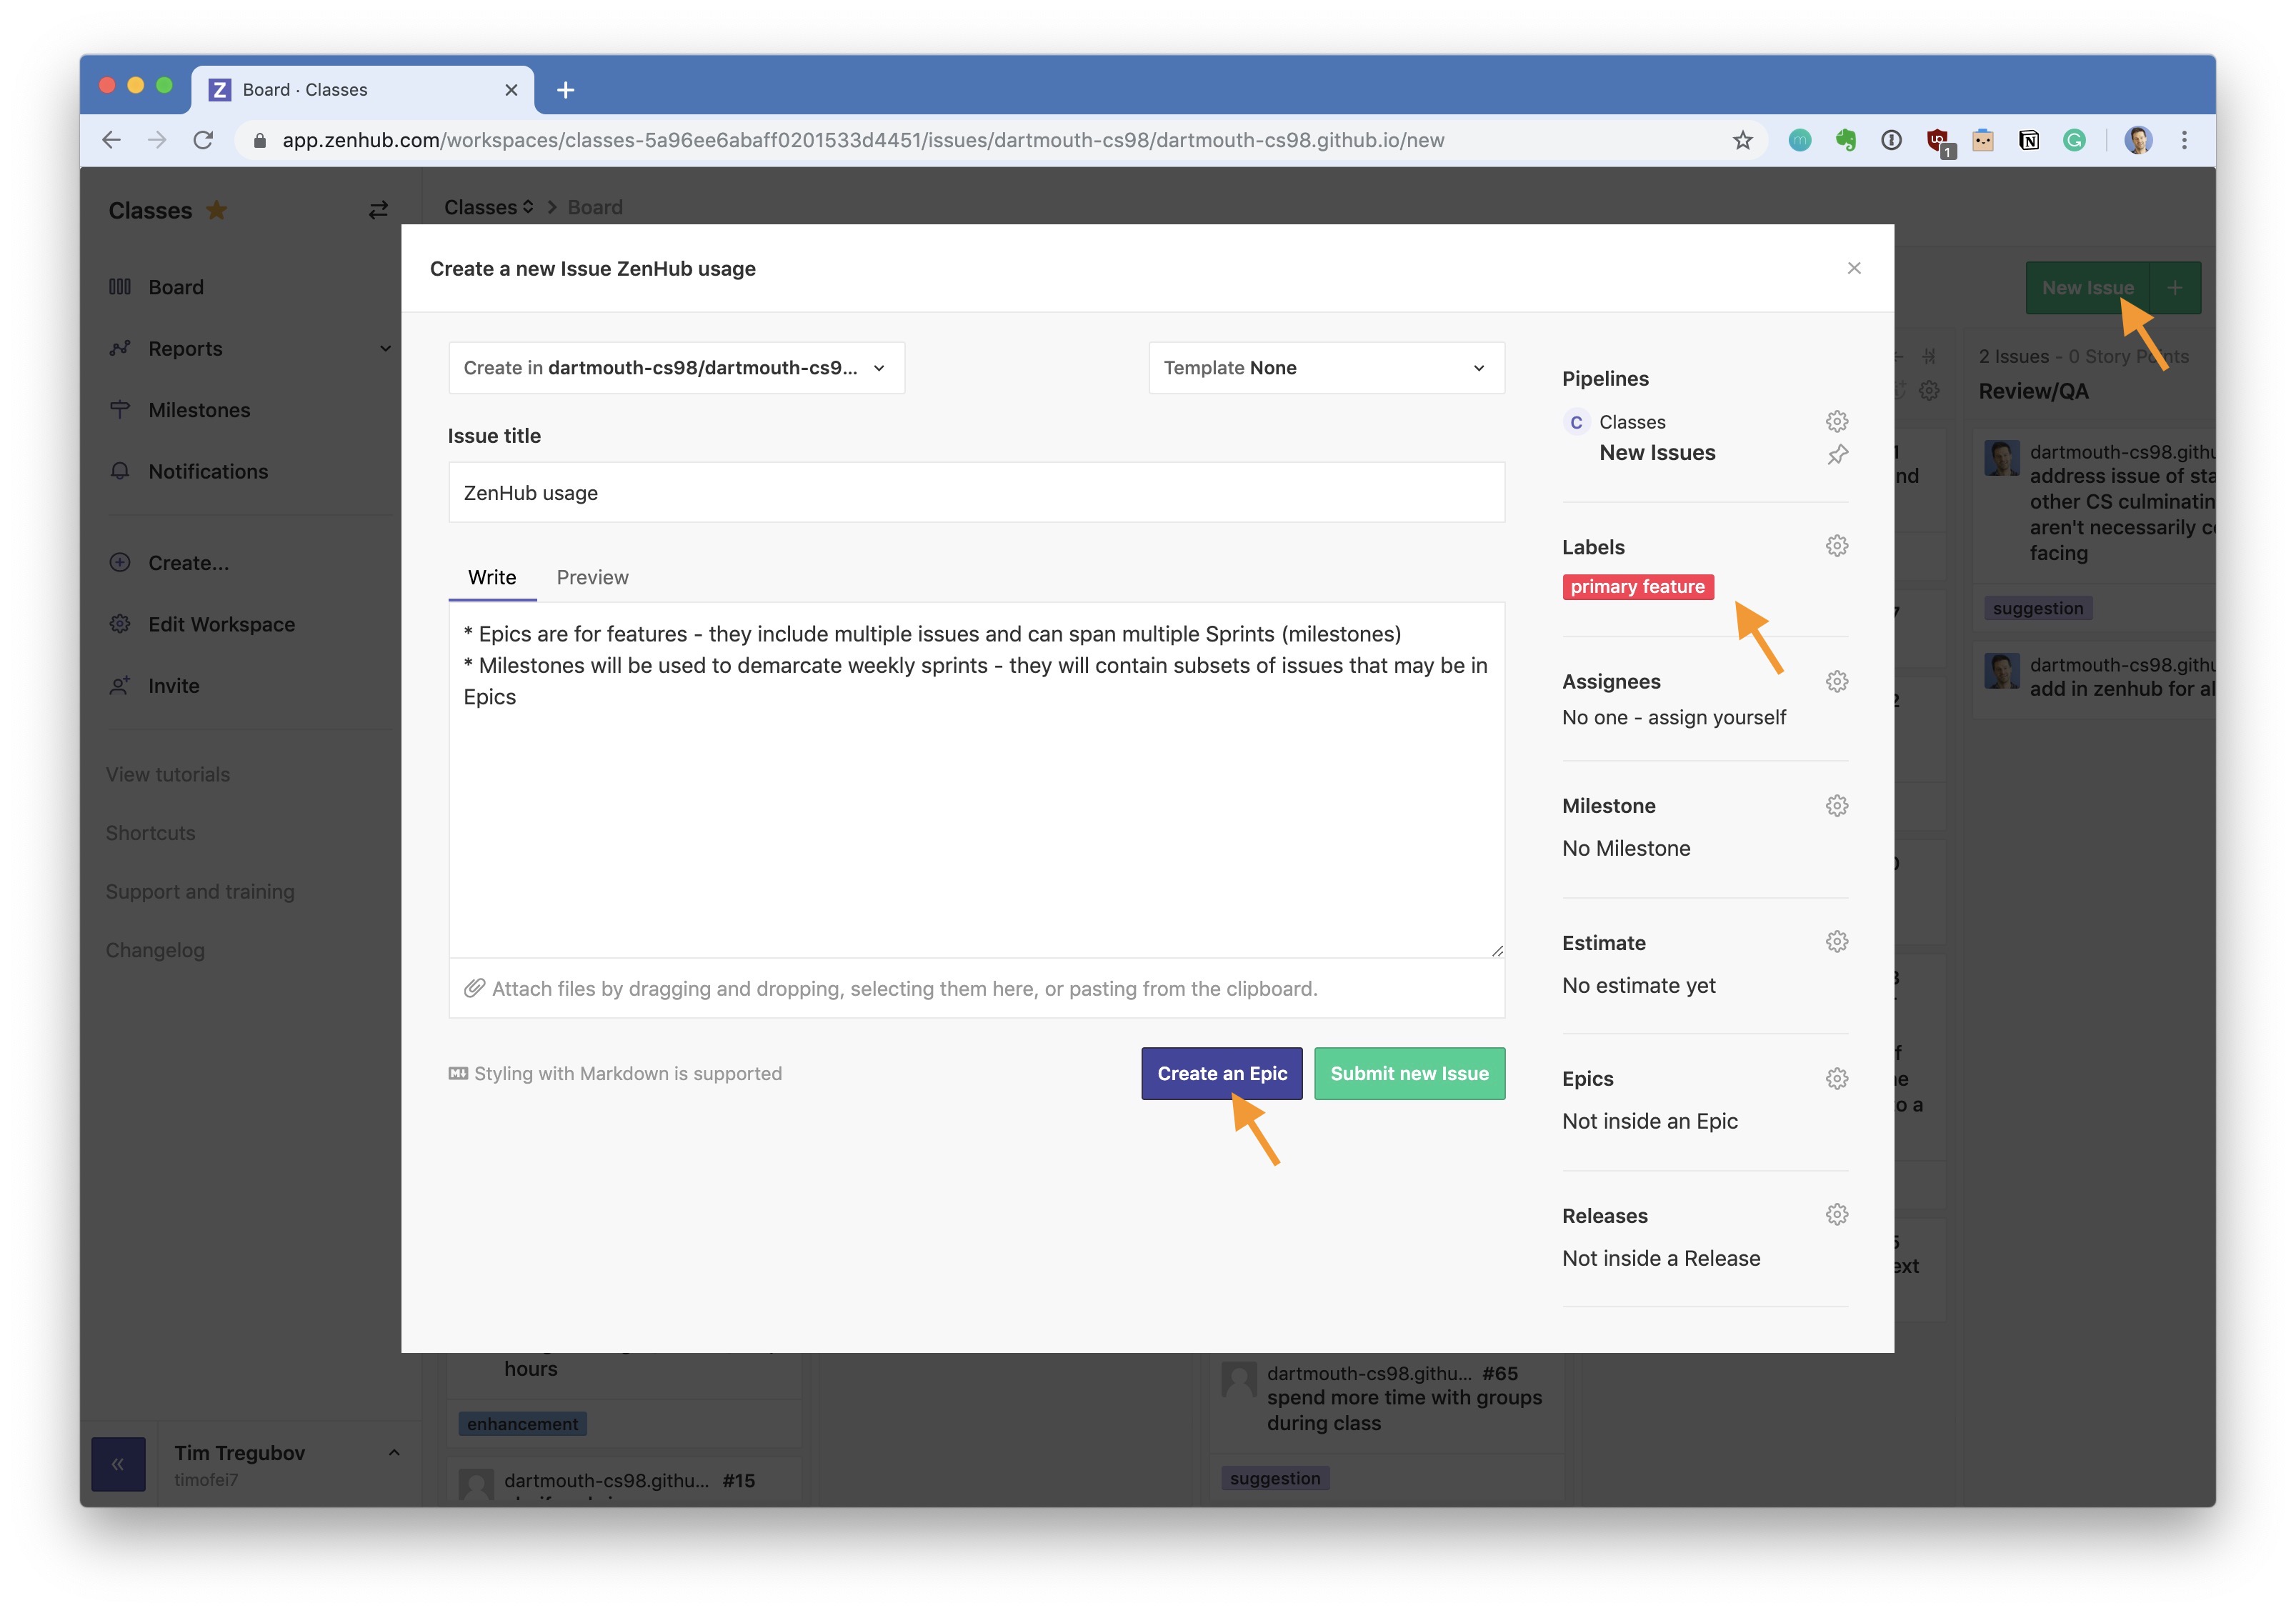 Board · Classes
app.zenhub.com/workspaces/classes-5a96ee6abaff0201533d4451/issues/dartmouth-cs98/dartmouth-cs98.github.io/new
1
Classes
Classes > Board
Board
Reports
Milestones
Notifications
Create...
Edit Workspace
Invite
View tutorials
Shortcuts
Support and training
Changelog
Tim Tregubov
timofei7
Create a new Issue ZenHub usage
Create in dartmouth-cs98/dartmouth-cs9...
Template None
Issue title
ZenHub usage
Write
Preview
* Epics are for features - they include multiple issues and can span multiple Sprints (milestones)
* Milestones will be used to demarcate weekly sprints - they will contain subsets of issues that may be in
Epics
Attach files by dragging and dropping, selecting them here, or pasting from the clipboard.
Styling with Markdown is supported
Create an Epic
Submit new Issue
Pipelines
C Classes
New Issues
Labels
primary feature
Assignees
No one - assign yourself
Milestone
No Milestone
Estimate
No estimate yet
Epics
Not inside an Epic
Releases
Not inside a Release
New Issue +
2 Issues - 0 Story Points
Review/QA
dartmouth-cs98.githu
address issue of sta
other CS culminatin
aren't necessarily c
facing
suggestion
dartmouth-cs98.githu
add in zenhub for al
hours
enhancement
dartmouth-cs98.githu... #15
dartmouth-cs98.githu... #65
spend more time with groups
during class
suggestion